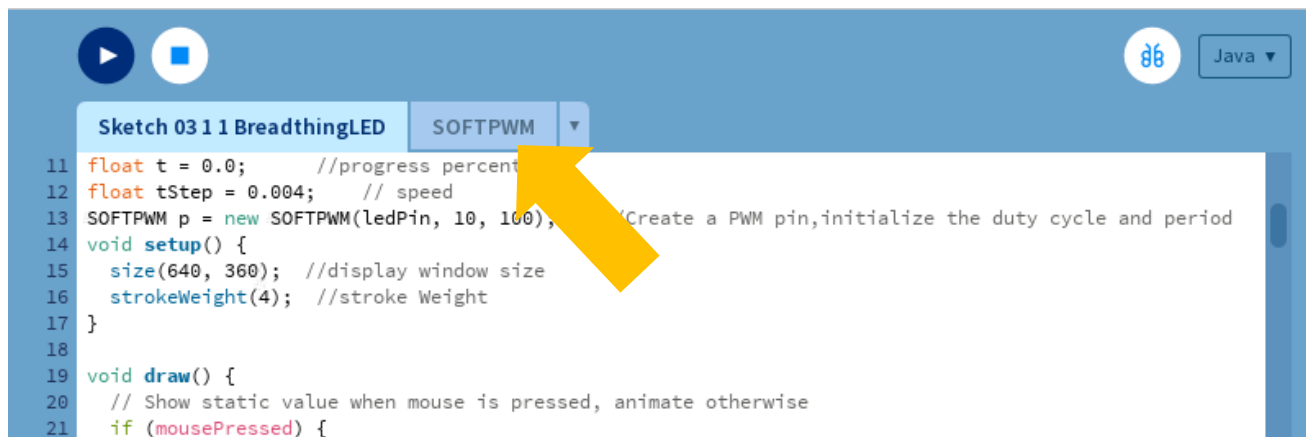 Java ▼
Sketch 03 1 1 BreadthingLED SOFTPWM ▼
11 float t = 0.0; //progress percent
12 float tStep = 0.004; // speed
13 SOFTPWM p = new SOFTPWM(ledPin, 10, 100); /Create a PWM pin,initialize the duty cycle and period
14 void setup() {
15 size(640, 360); //display window size
16 strokeWeight(4); //stroke Weight
17 }
18
19 void draw() {
20 // Show static value when mouse is pressed, animate otherwise
21 if (mousePressed) {